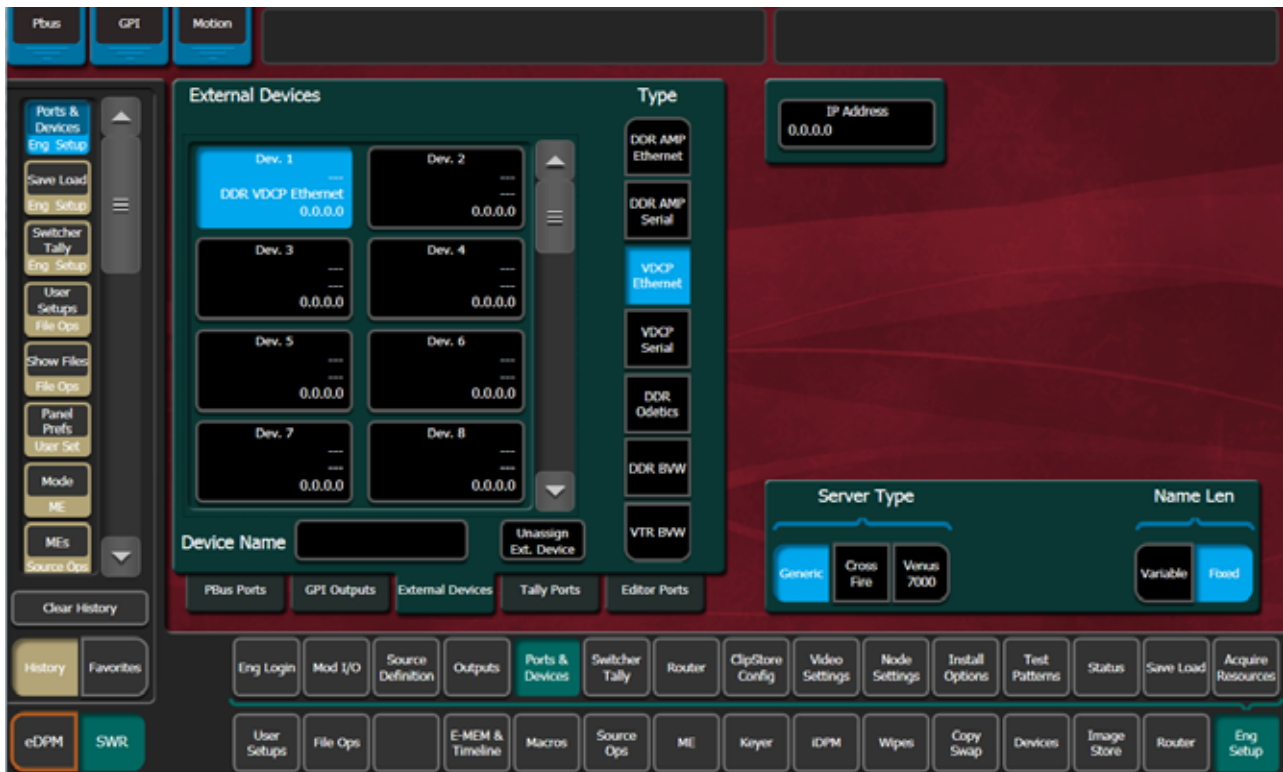 Pbus
GPI
Motion
Ports &
Devices
Eng Setup
Save Load
Eng Setup
Switcher
Tally
Eng Setup
User
Setups
File Ops
Show Files
File Ops
Panel
Prefs
User Set
Mode
ME
MEs
Source Ops
Clear History
History
Favorites
eDPM
SWR
External Devices
Dev. 1
---
DDR VDCP Ethernet
0.0.0.0
Dev. 2
---
---
0.0.0.0
Dev. 3
---
---
0.0.0.0
Dev. 4
---
---
0.0.0.0
Dev. 5
---
---
0.0.0.0
Dev. 6
---
---
0.0.0.0
Dev. 7
---
---
0.0.0.0
Dev. 8
---
---
0.0.0.0
Device Name
Unassign
Ext. Device
Type
DDR AMP
Ethernet
DDR AMP
Serial
VDCP
Ethernet
VDCP
Serial
DDR
Odetics
DDR BVW
VTR BVW
PBus Ports
GPI Outputs
External Devices
Tally Ports
Editor Ports
IP Address
0.0.0.0
Server Type
Generic
Cross
Fire
Venus
7000
Name Len
Variable
Fixed
Eng Login
Mod I/O
Source
Definition
Outputs
Ports &
Devices
Switcher
Tally
Router
ClipStore
Config
Video
Settings
Node
Settings
Install
Options
Test
Patterns
Status
Save Load
Acquire
Resources
User
Setups
File Ops
E-MEM &
Timeline
Macros
Source
Ops
ME
Keyer
iDPM
Wipes
Copy
Swap
Devices
Image
Store
Router
Eng
Setup